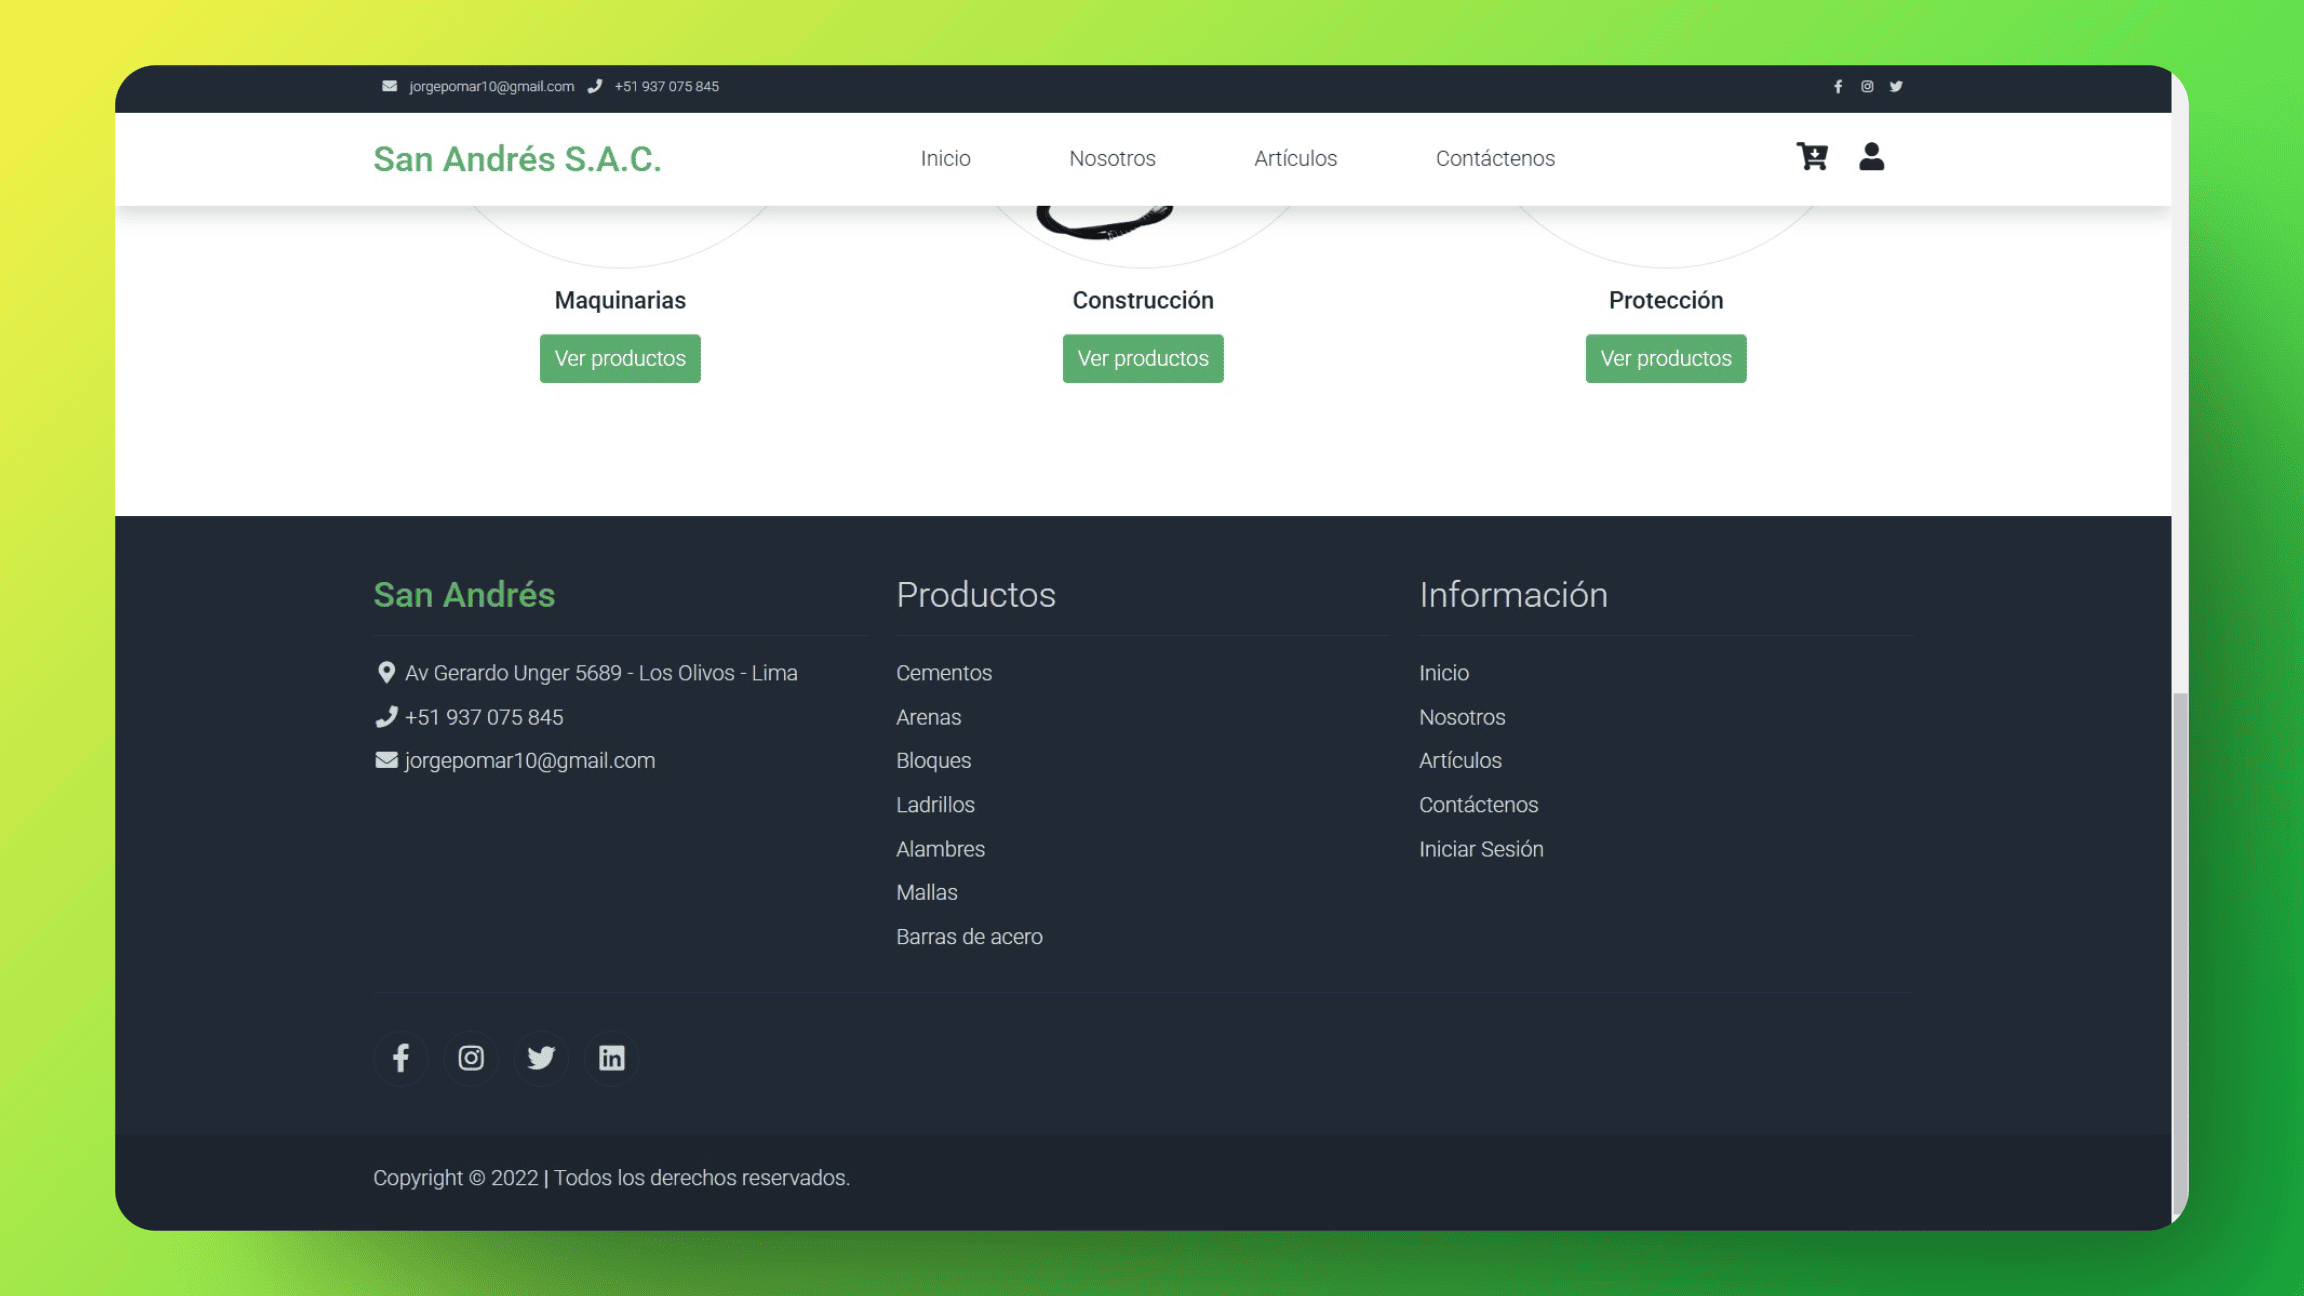 jorgepomar10@gmail.com +51 937 075 845
San Andrés S.A.C. Inicio Nosotros Artículos Contáctenos
Maquinarias Construcción Protección
Ver productos Ver productos Ver productos
San Andrés
Av Gerardo Unger 5689 - Los Olivos - Lima
+51 937 075 845
jorgepomar10@gmail.com
Productos
Cementos
Arenas
Bloques
Ladrillos
Alambres
Mallas
Barras de acero
Información
Inicio
Nosotros
Artículos
Contáctenos
Iniciar Sesión
Copyright © 2022 | Todos los derechos reservados.